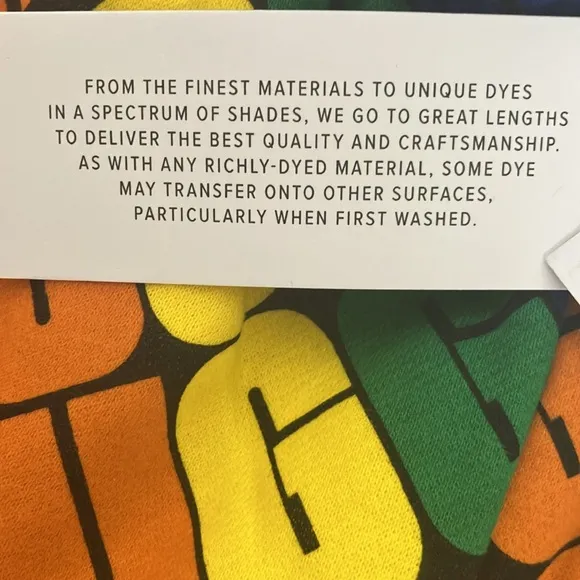 FROM THE FINEST MATERIALS TO UNIQUE DYES
IN A SPECTRUM OF SHADES, WE GO TO GREAT LENGTHS
TO DELIVER THE BEST QUALITY AND CRAFTSMANSHIP.
AS WITH ANY RICHLY-DYED MATERIAL, SOME DYE
MAY TRANSFER ONTO OTHER SURFACES,
PARTICULARLY WHEN FIRST WASHED.
G